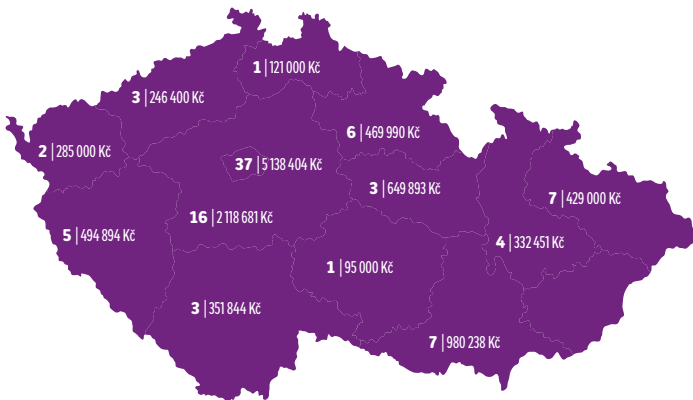 1 | 121 000 Kč
3 | 246 400 Kč
6 | 469 990 Kč
2 | 285 000 Kč
37 | 5 138 404 Kč
3 | 649 893 Kč
7 | 429 000 Kč
16 | 2 118 681 Kč
5 | 494 894 Kč
4 | 332 451 Kč
1 | 95 000 Kč
3 | 351 844 Kč
7 | 980 238 Kč